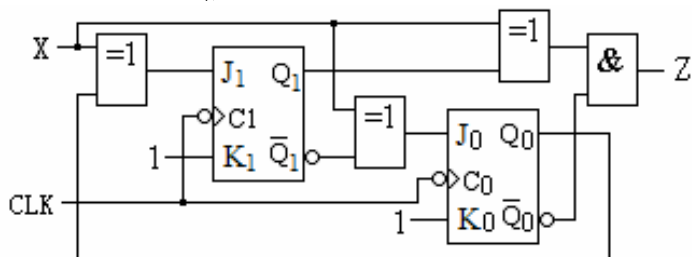 X
=1
=1
&
Z
J1 Q1
C1
K1 Q̅1
1
=1
J0 Q0
C0
K0 Q̅0
1
CLK